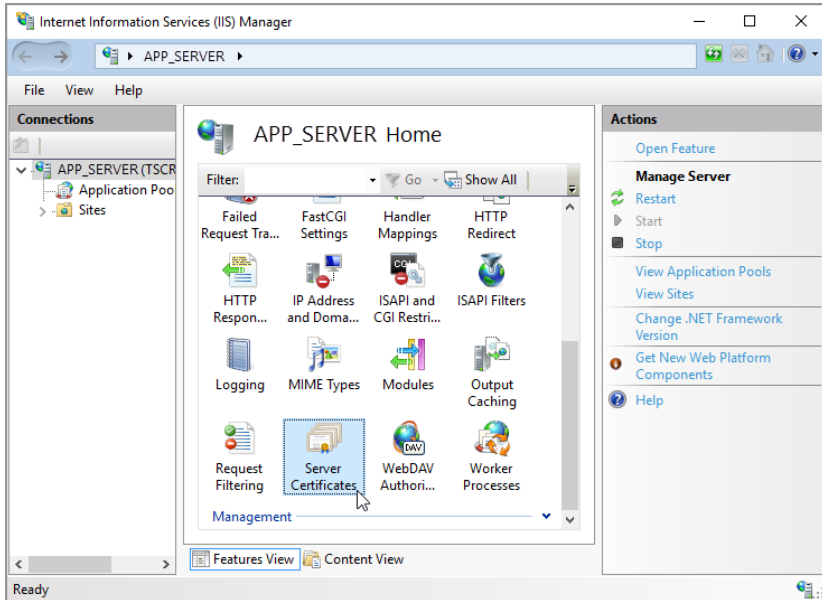 Internet Information Services (IIS) Manager
APP_SERVER
File View Help
Connections
APP_SERVER (TSCR
Application Poo
Sites
APP_SERVER Home
Filter: Go Show All
Failed Request Tra...
FastCGI Settings
Handler Mappings
HTTP Redirect
HTTP Respon...
IP Address and Doma...
ISAPI and CGI Restri...
ISAPI Filters
Logging
MIME Types
Modules
Output Caching
Request Filtering
Server Certificates
WebDAV Authori...
Worker Processes
Management
Features View Content View
Actions
Open Feature
Manage Server
Restart
Start
Stop
View Application Pools
View Sites
Change .NET Framework
Version
Get New Web Platform
Components
Help
Ready